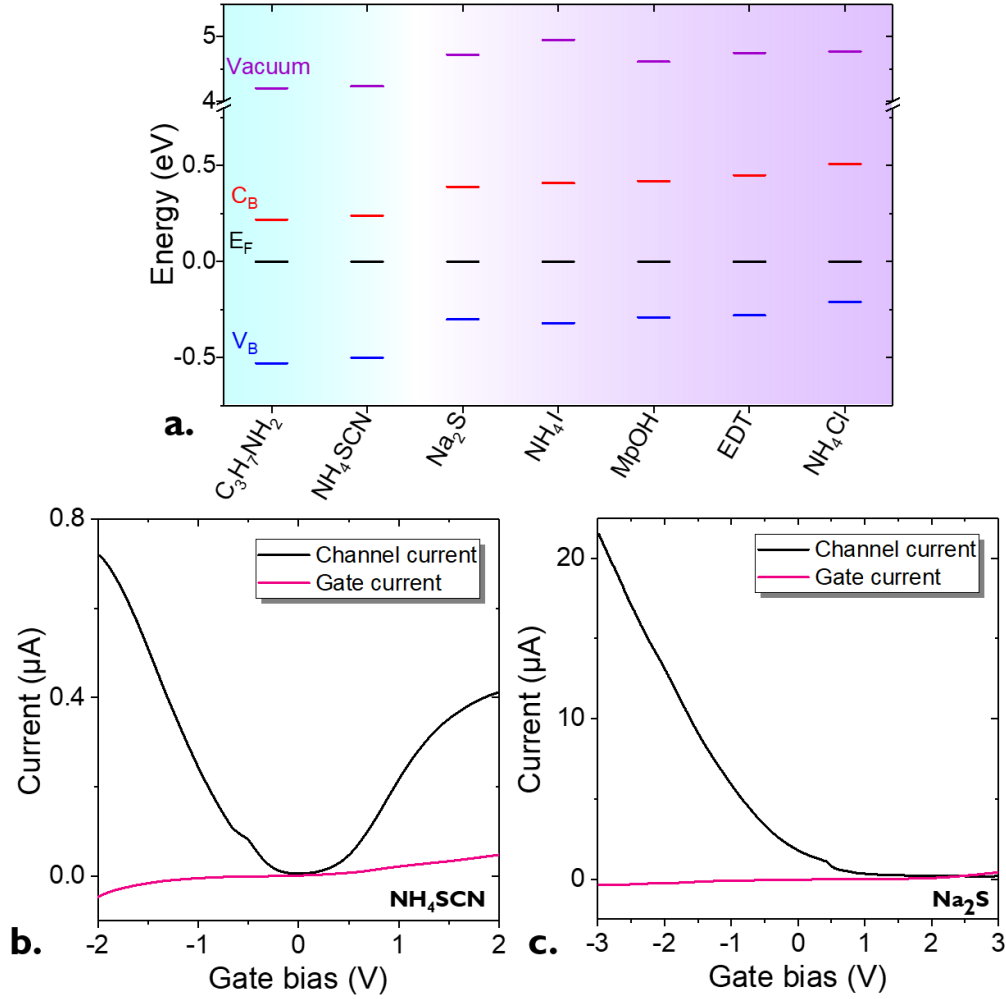 5
Vacuum
4
Energy (eV)
0.5
C_B
E_F
0.0
V_B
-0.5
a.
C₃H₇NH₂
NH₄SCN
Na₂S
NH₄I
MpOH
EDT
NH₄Cl
0.8
Channel current
Gate current
0.4
Current (µA)
0.0
NH₄SCN
-2 -1 0 1 2
b.
Gate bias (V)
20
Channel current
Gate current
10
Current (µA)
0
Na₂S
-3 -2 -1 0 1 2 3
c.
Gate bias (V)